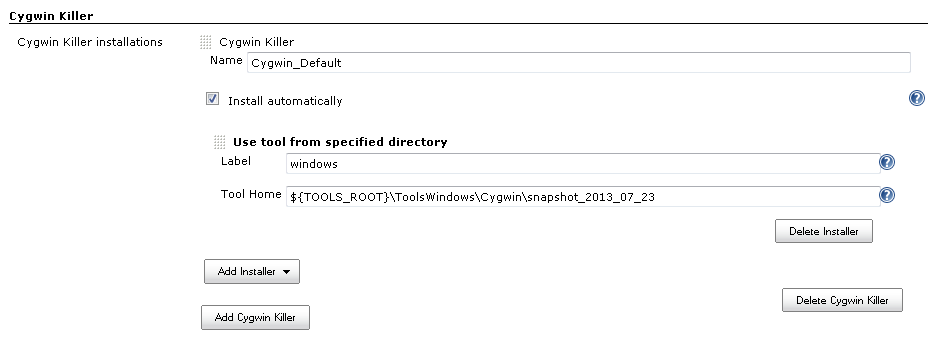 Cygwin Killer
Cygwin Killer installations
Cygwin Killer
Name Cygwin_Default
Install automatically
Use tool from specified directory
Label windows
Tool Home ${TOOLS_ROOT}\ToolsWindows\Cygwin\snapshot_2013_07_23
Delete Installer
Add Installer
Delete Cygwin Killer
Add Cygwin Killer